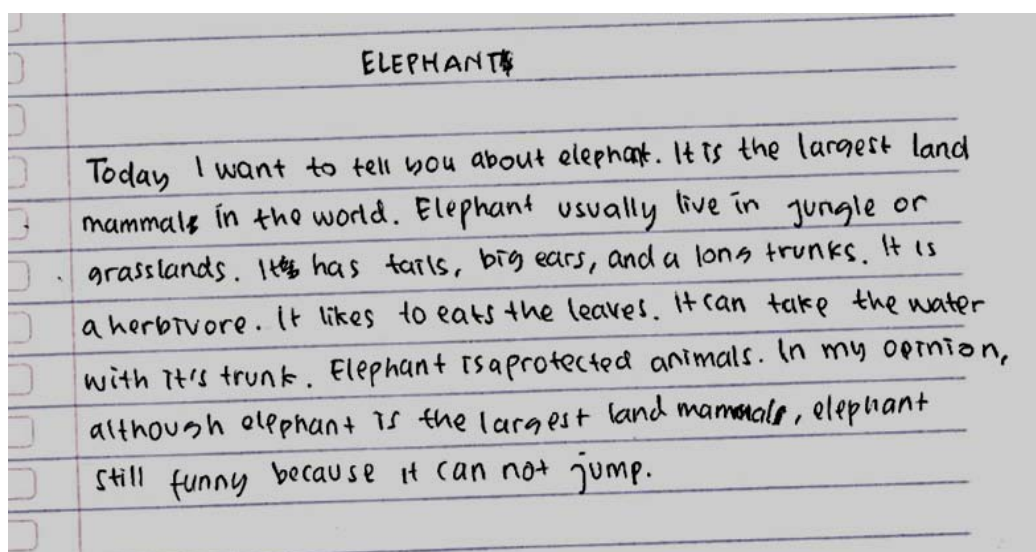 ELEPHANT
Today I want to tell you about elephant. It is the largest land
mammals in the world. Elephant usually live in jungle or
grasslands. It has tails, big ears, and a long trunks. It is
a herbivore. It likes to eats the leaves. It can take the water
with it's trunk. Elephant is a protected animals. In my opinion,
although elephant is the largest land mammals, elephant
still funny because it can not jump.